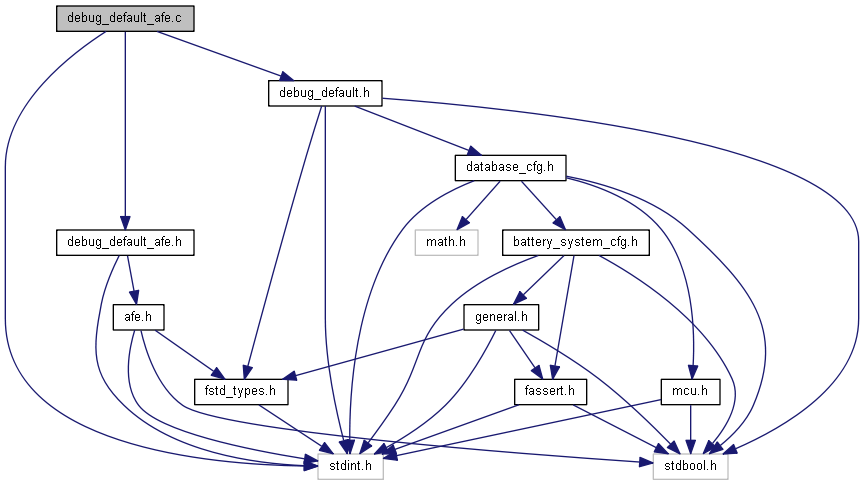 debug_default_afe.c
debug_default.h
database_cfg.h
debug_default_afe.h
math.h
battery_system_cfg.h
afe.h
general.h
fstd_types.h
fassert.h
mcu.h
stdint.h
stdbool.h